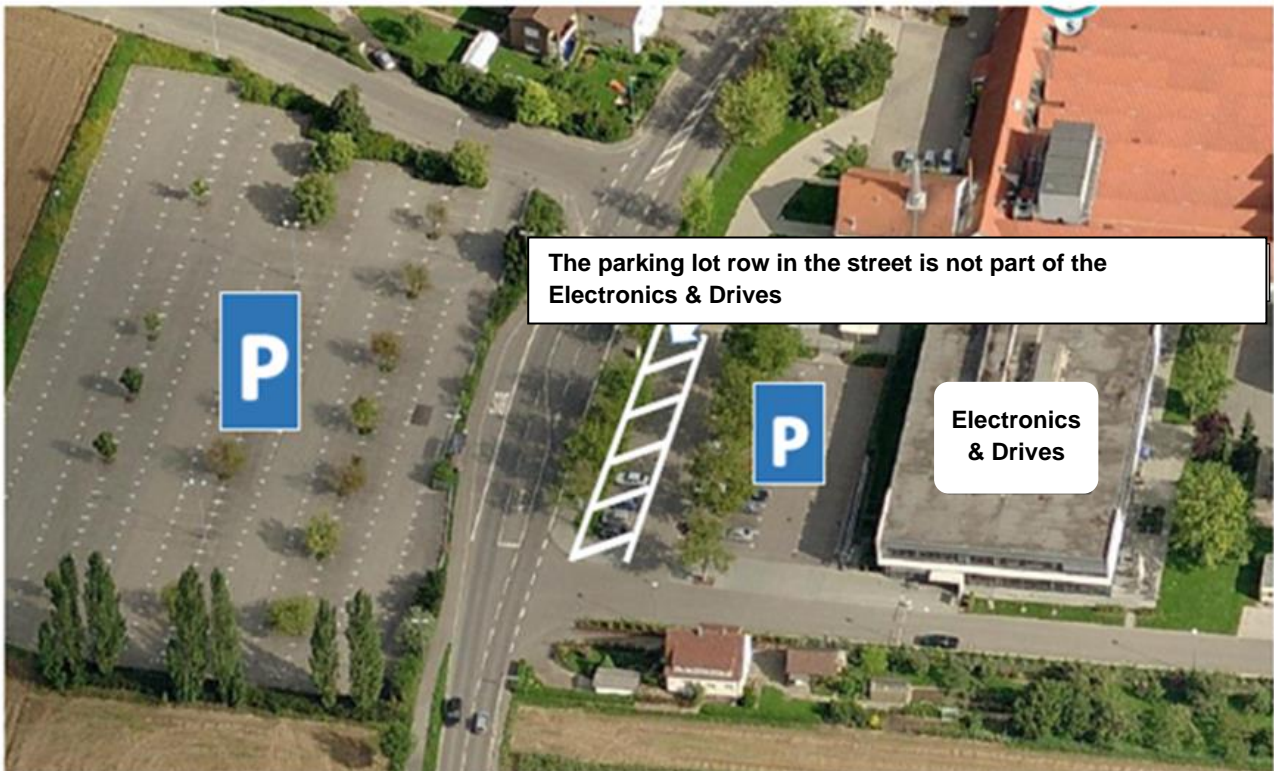 The parking lot row in the street is not part of the
Electronics & Drives
P
P
Electronics
& Drives